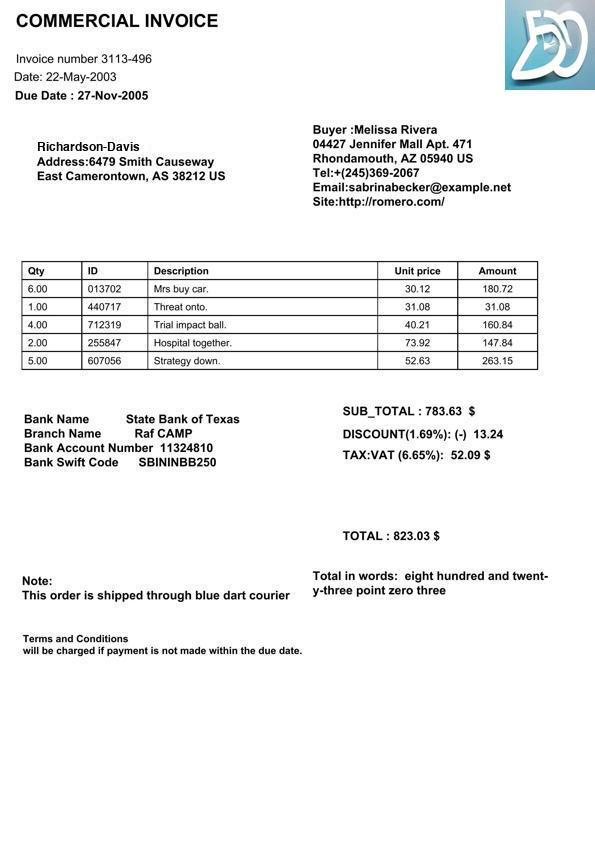 COMMERCIAL INVOICE
Invoice number 3113-496
Date: 22-May-2003
Due Date : 27-Nov-2005
Richardson-Davis
Address:6479 Smith Causeway
East Camerontown, AS 38212 US
Buyer :Melissa Rivera
04427 Jennifer Mall Apt. 471
Rhondamouth, AZ 05940 US
Tel:+(245)369-2067
Email:sabrinabecker@example.net
Site:http://romero.com/
Qty ID Description Unit price Amount
6.00 013702 Mrs buy car. 30.12 180.72
1.00 440717 Threat onto. 31.08 31.08
4.00 712319 Trial impact ball. 40.21 160.84
2.00 255847 Hospital together. 73.92 147.84
5.00 607056 Strategy down. 52.63 263.15
Bank Name State Bank of Texas
Branch Name Raf CAMP
Bank Account Number 11324810
Bank Swift Code SBININBB250
SUB_TOTAL : 783.63 $
DISCOUNT(1.69%): (-) 13.24
TAX:VAT (6.65%): 52.09 $
TOTAL : 823.03 $
Total in words: eight hundred and twent-
y-three point zero three
Note:
This order is shipped through blue dart courier
Terms and Conditions
will be charged if payment is not made within the due date.